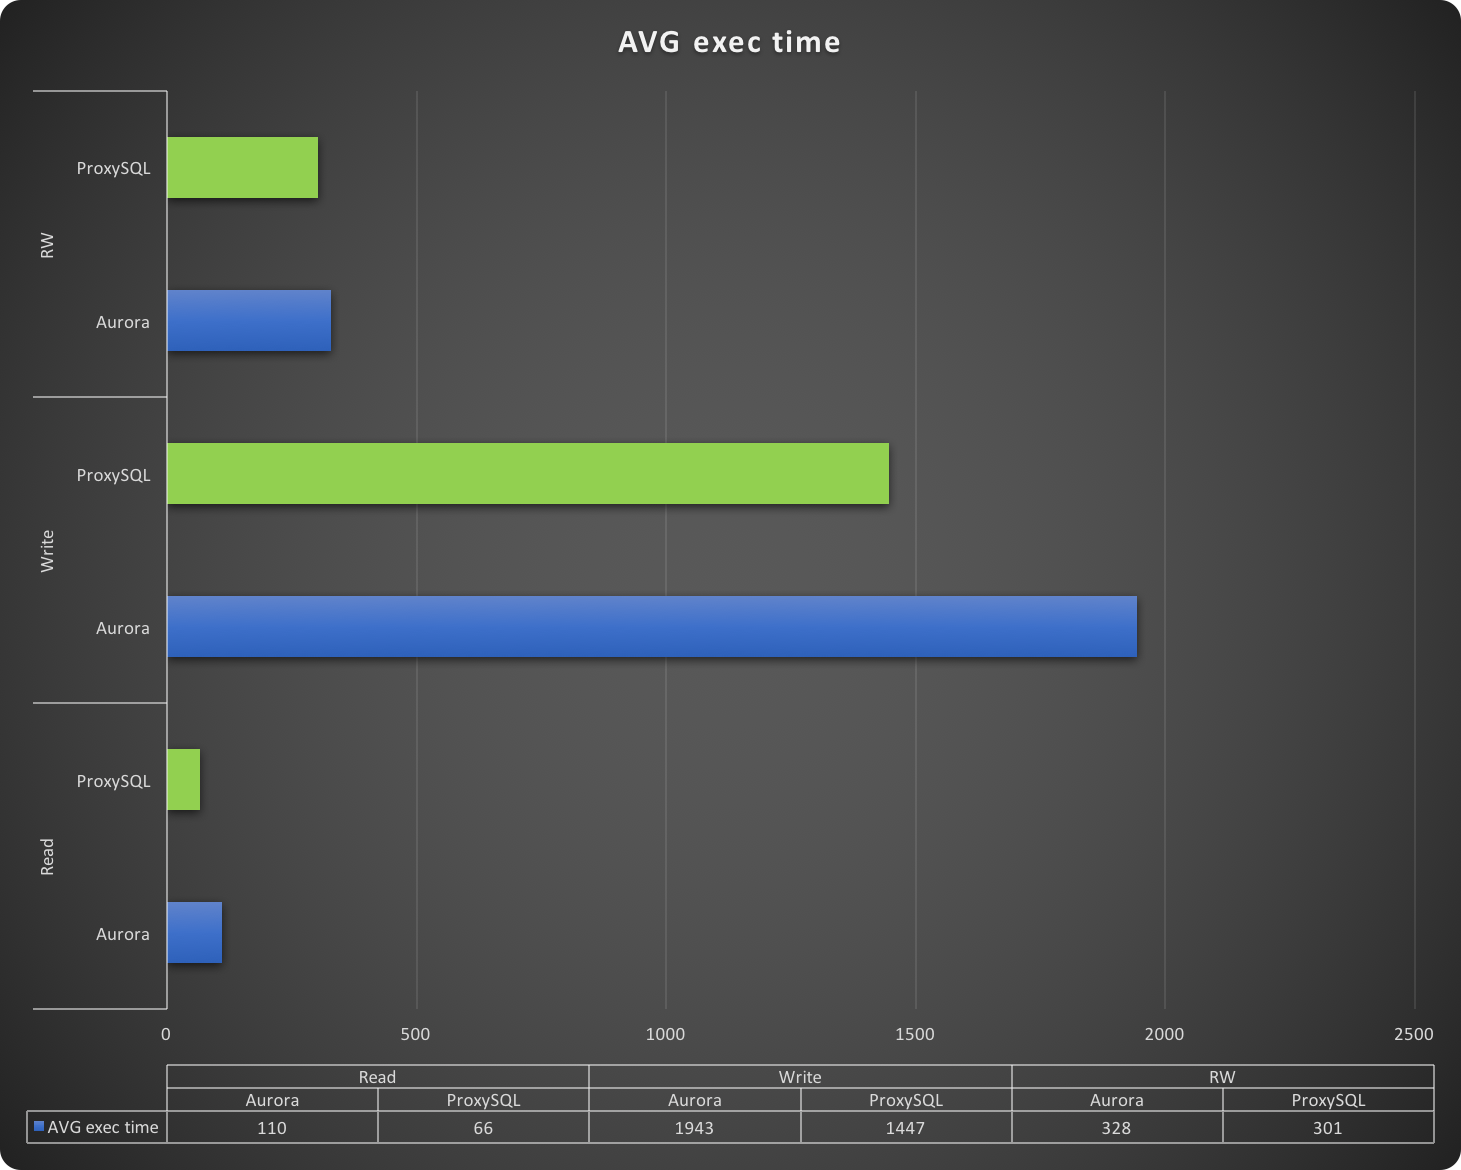 AVG exec time
ProxySQL
RW
Aurora
ProxySQL
Write
Aurora
ProxySQL
Read
Aurora
0 500 1000 1500 2000 2500
Read Write RW
Aurora ProxySQL Aurora ProxySQL Aurora ProxySQL
AVG exec time 110 66 1943 1447 328 301